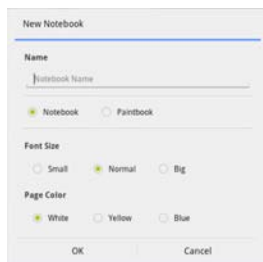 New Notebook
Name
Notebook Name
Notebook Paintbook
Font Size
Small Normal Big
Page Color
White Yellow Blue
OK Cancel